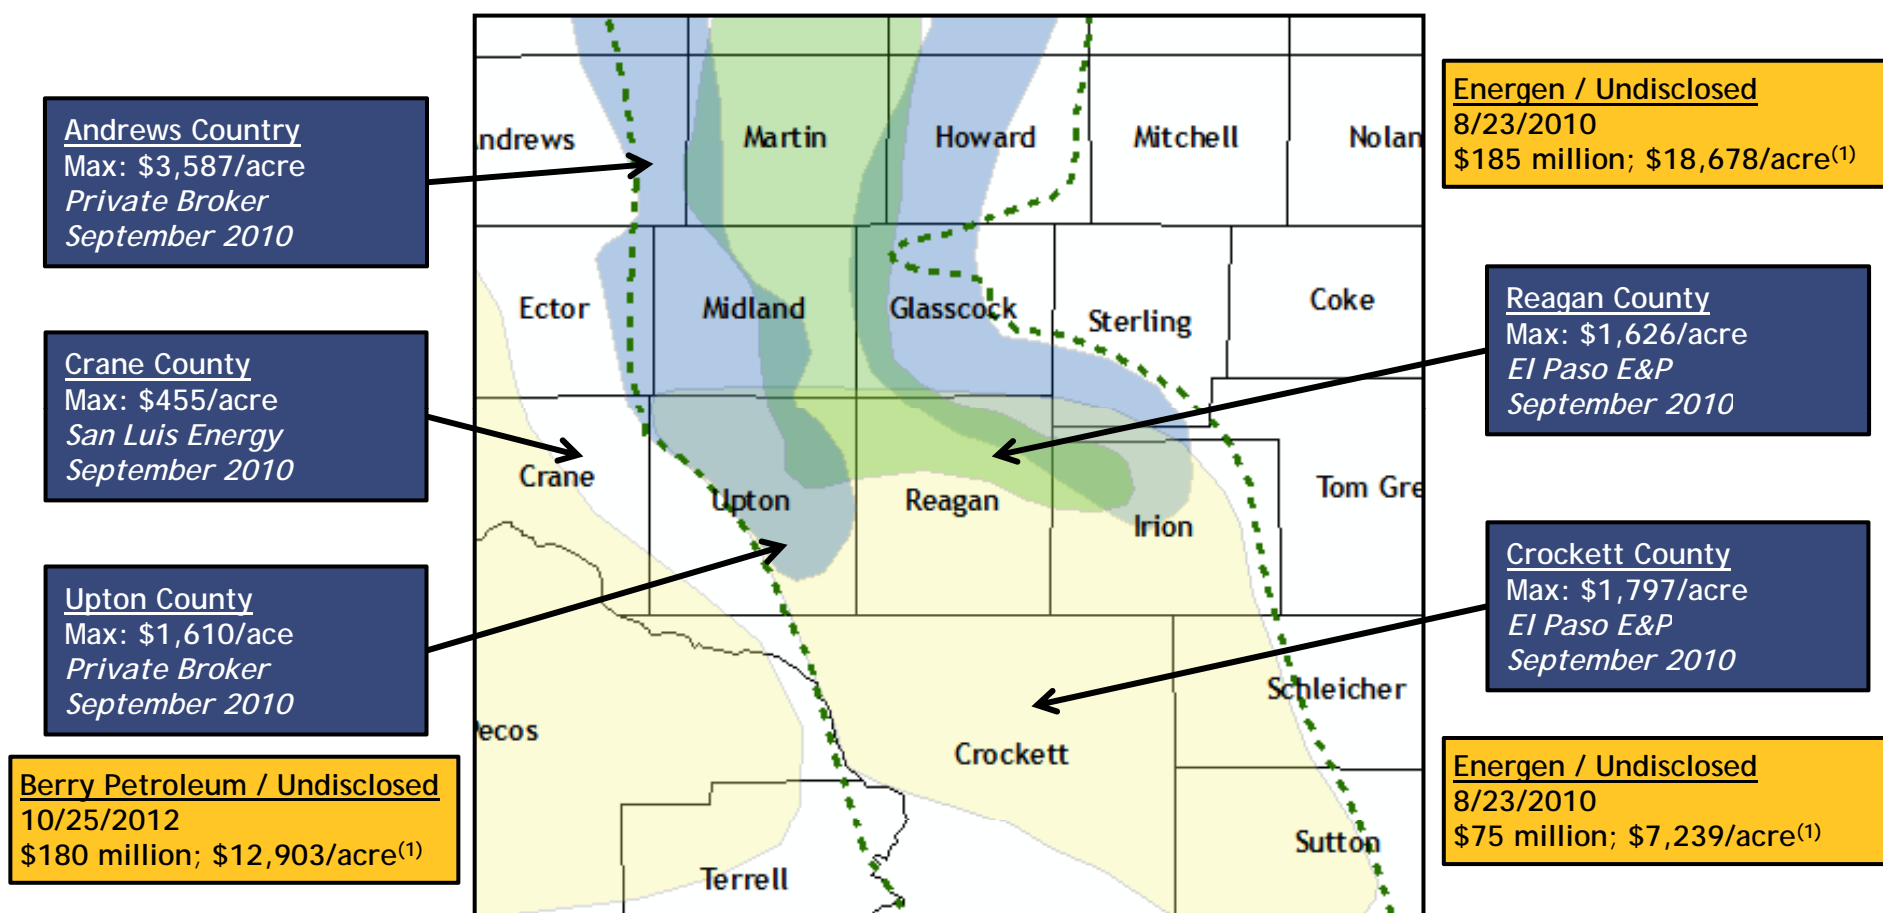 Andrews Country
Max: $3,587/acre
Private Broker
September 2010
Crane County
Max: $455/acre
San Luis Energy
September 2010
Upton County
Max: $1,610/ace
Private Broker
September 2010
Berry Petroleum / Undisclosed
10/25/2012
$180 million; $12,903/acre(1)
ndrews
Martin
Howard
Mitchell
Nolan
Ector
Midland
Glasscock
Sterling
Coke
Crane
Upton
Reagan
Irion
Tom Gre
ecos
Crockett
Schleicher
Terrell
Sutton
Energen / Undisclosed
8/23/2010
$185 million; $18,678/acre(1)
Reagan County
Max: $1,626/acre
El Paso E&P
September 2010
Crockett County
Max: $1,797/acre
El Paso E&P
September 2010
Energen / Undisclosed
8/23/2010
$75 million; $7,239/acre(1)